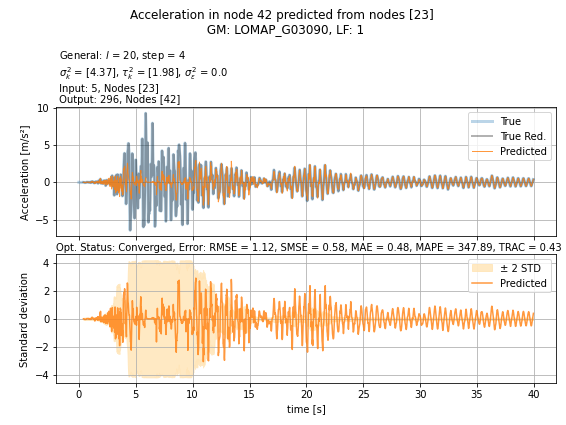 Acceleration in node 42 predicted from nodes [23]
GM: LOMAP_G03090, LF: 1
General: l = 20, step = 4
σ²ₖ = [4.37], τ²ₖ = [1.98], σ²ε = 0.0
Input: 5, Nodes [23]
Output: 296, Nodes [42]
Acceleration [m/s²]
10
5
0
−5
True
True Red.
Predicted
Opt. Status: Converged, Error: RMSE = 1.12, SMSE = 0.58, MAE = 0.48, MAPE = 347.89, TRAC = 0.43
Standard deviation
4
2
0
−2
−4
± 2 STD
Predicted
0 5 10 15 20 25 30 35 40
time [s]